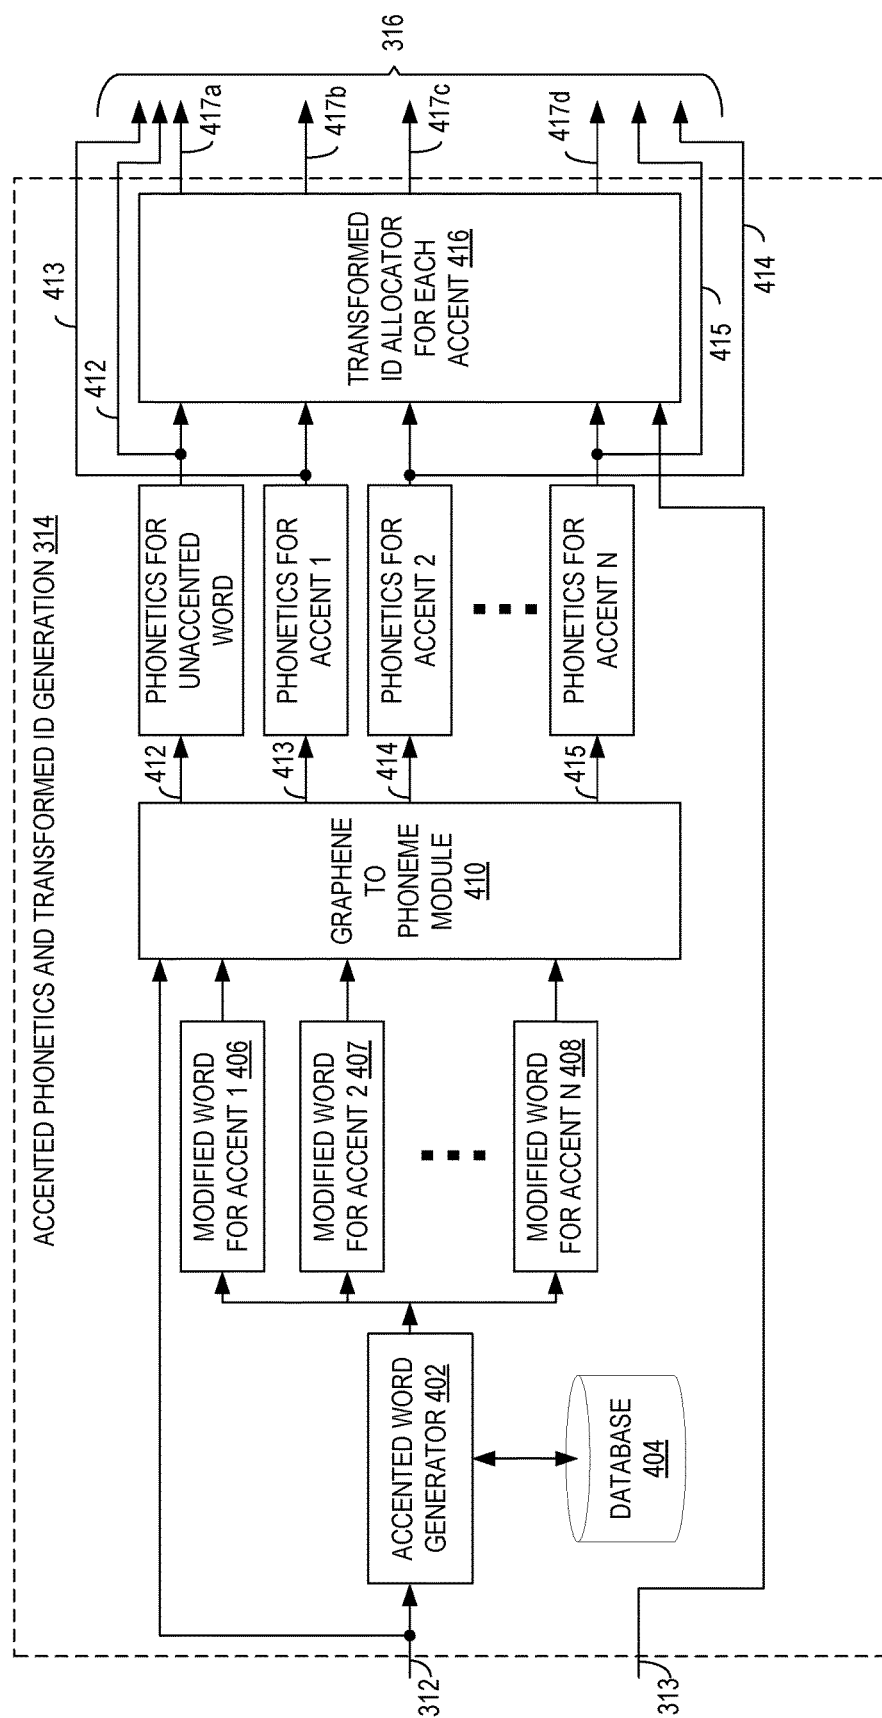 ACCENTED PHONETICS AND TRANSFORMED ID GENERATION 314
312
313
ACCENTED WORD
GENERATOR 402
DATABASE
404
MODIFIED WORD
FOR ACCENT 1 406
MODIFIED WORD
FOR ACCENT 2 407
MODIFIED WORD
FOR ACCENT N 408
GRAPHENE
TO
PHONEME
MODULE
410
412
413
414
415
PHONETICS FOR
UNACCENTED
WORD
PHONETICS FOR
ACCENT 1
PHONETICS FOR
ACCENT 2
PHONETICS FOR
ACCENT N
413
412
TRANSFORMED
ID ALLOCATOR
FOR EACH
ACCENT 416
415
414
417a
417b
417c
417d
316